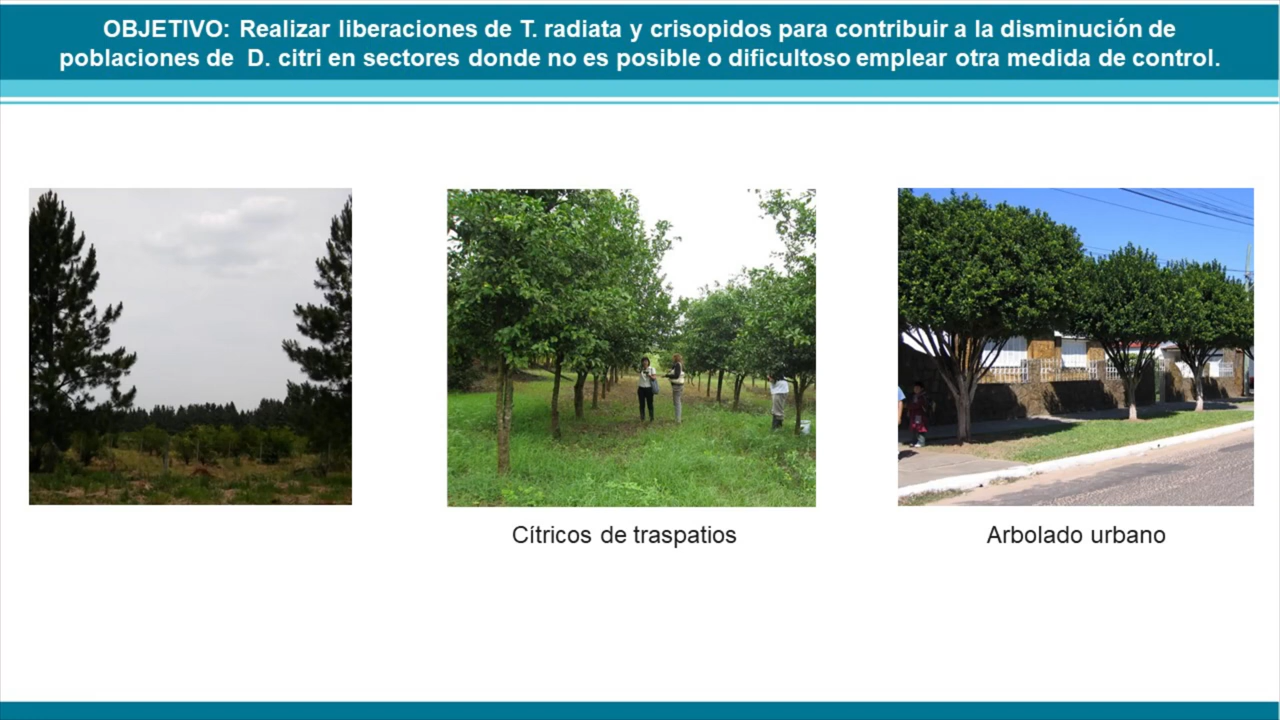 OBJETIVO: Realizar liberaciones de T. radiata y crisopidos para contribuir a la disminución de
poblaciones de D. citri en sectores donde no es posible o dificultoso emplear otra medida de control.
Cítricos de traspatios
Arbolado urbano